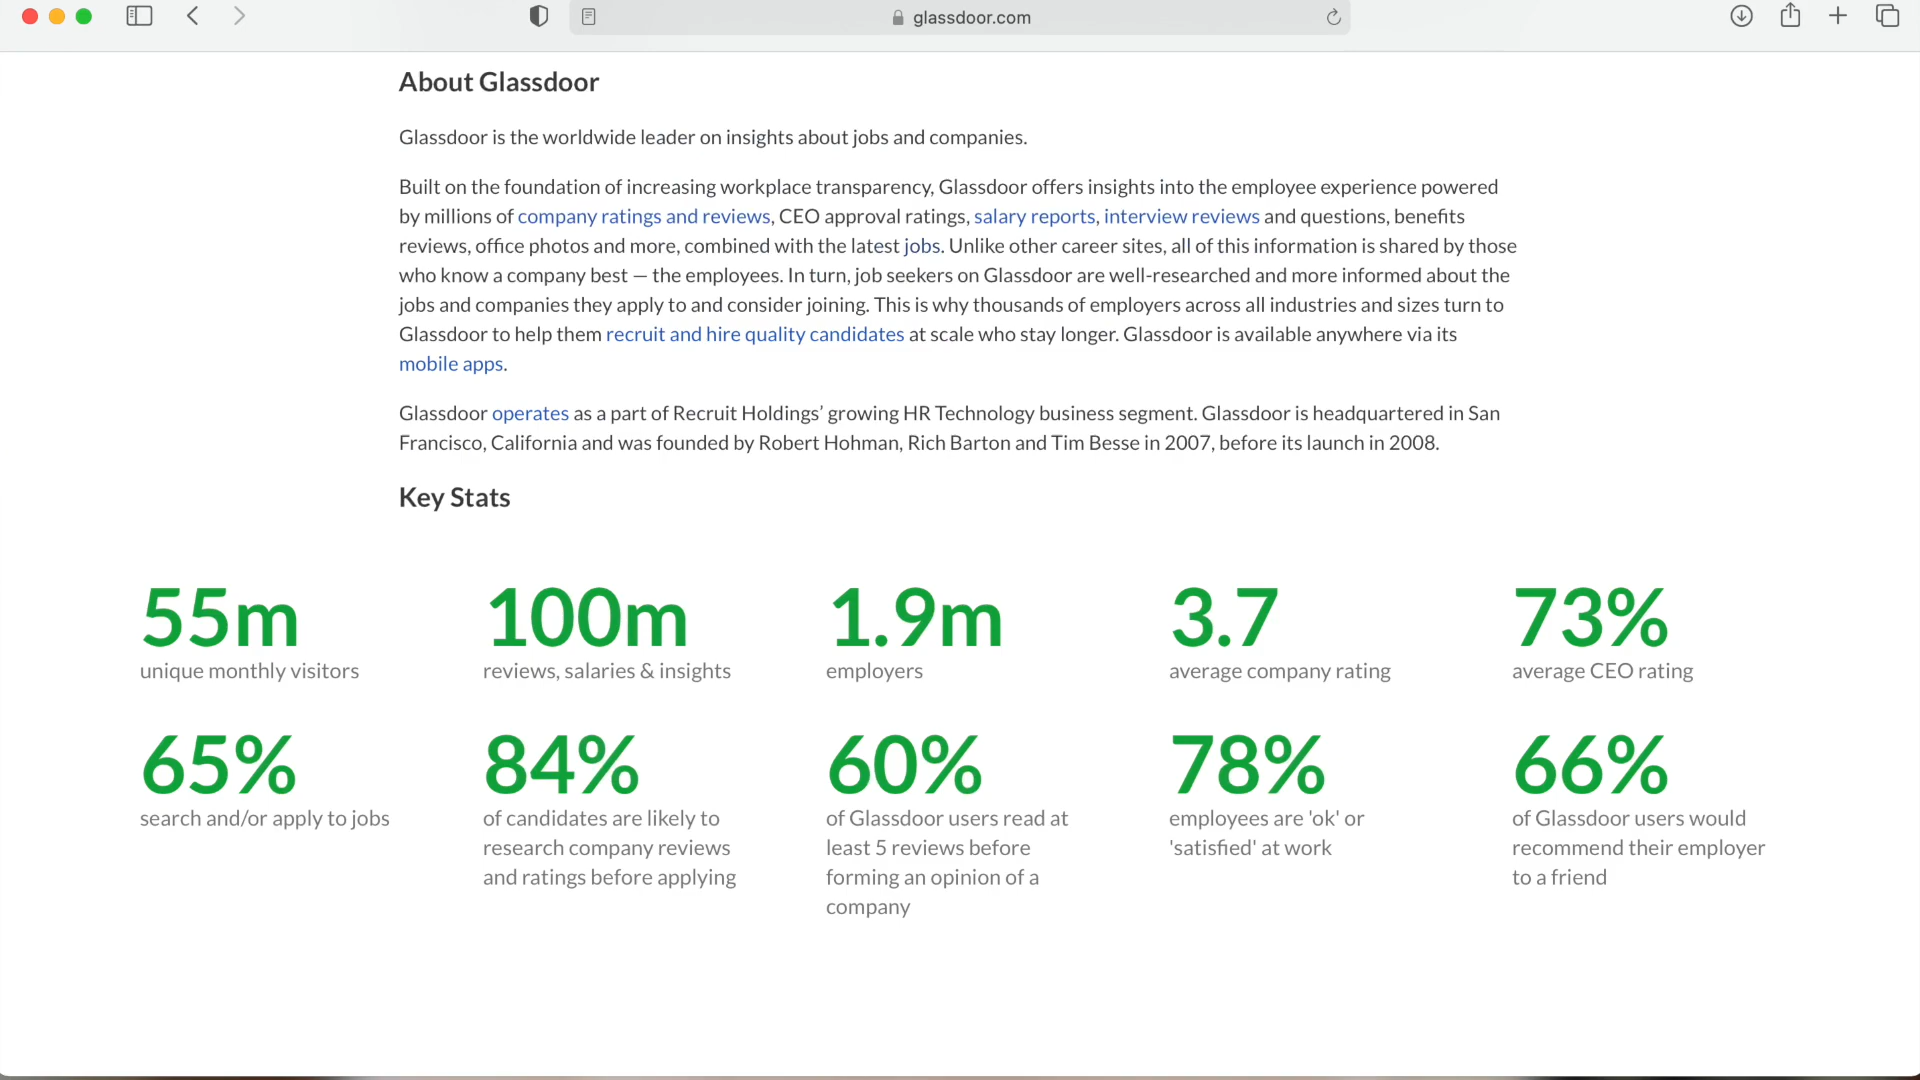 glassdoor.com
About Glassdoor
Glassdoor is the worldwide leader on insights about jobs and companies.
Built on the foundation of increasing workplace transparency, Glassdoor offers insights into the employee experience powered
by millions of company ratings and reviews, CEO approval ratings, salary reports, interview reviews and questions, benefits
reviews, office photos and more, combined with the latest jobs. Unlike other career sites, all of this information is shared by those
who know a company best — the employees. In turn, job seekers on Glassdoor are well-researched and more informed about the
jobs and companies they apply to and consider joining. This is why thousands of employers across all industries and sizes turn to
Glassdoor to help them recruit and hire quality candidates at scale who stay longer. Glassdoor is available anywhere via its
mobile apps.
Glassdoor operates as a part of Recruit Holdings’ growing HR Technology business segment. Glassdoor is headquartered in San
Francisco, California and was founded by Robert Hohman, Rich Barton and Tim Besse in 2007, before its launch in 2008.
Key Stats
55m
unique monthly visitors
100m
reviews, salaries & insights
1.9m
employers
3.7
average company rating
73%
average CEO rating
65%
search and/or apply to jobs
84%
of candidates are likely to
research company reviews
and ratings before applying
60%
of Glassdoor users read at
least 5 reviews before
forming an opinion of a
company
78%
employees are 'ok' or
'satisfied' at work
66%
of Glassdoor users would
recommend their employer
to a friend